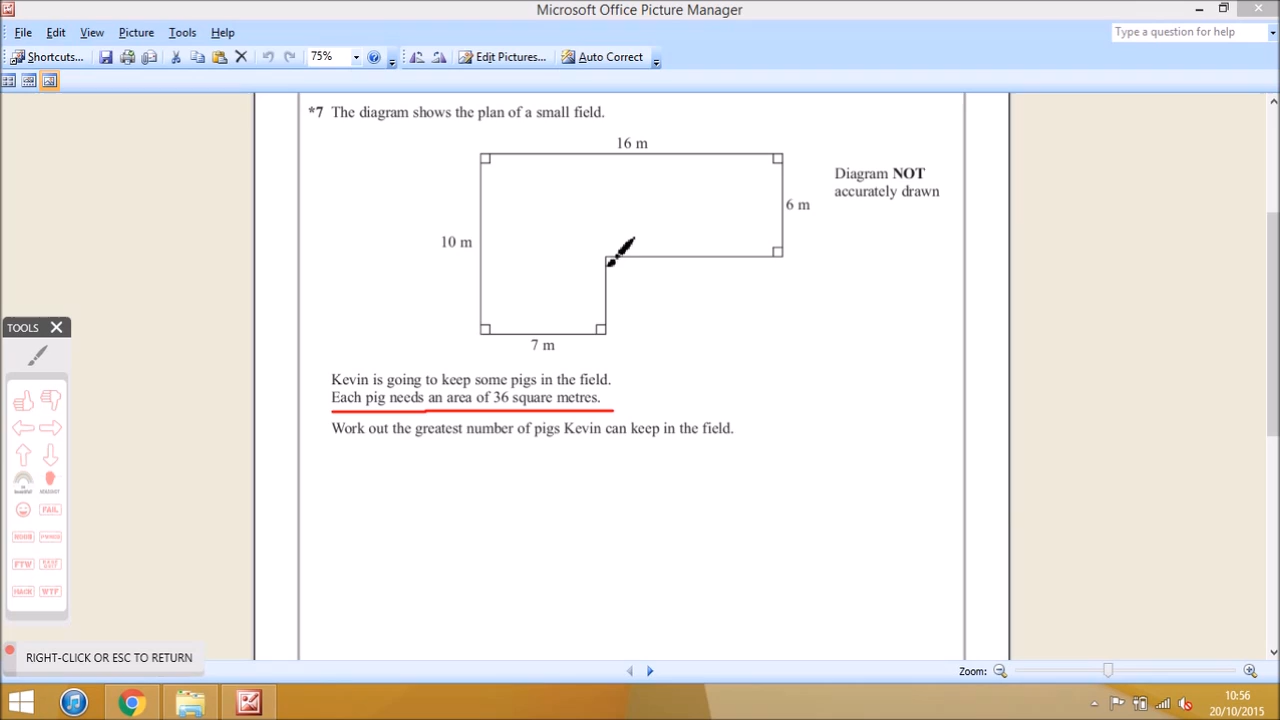 Microsoft Office Picture Manager
File Edit View Picture Tools Help
Type a question for help
Shortcuts... 75% Edit Pictures... Auto Correct
*7 The diagram shows the plan of a small field.
16 m
Diagram NOT
accurately drawn
6 m
10 m
7 m
TOOLS
Kevin is going to keep some pigs in the field.
Each pig needs an area of 36 square metres.
Work out the greatest number of pigs Kevin can keep in the field.
FAIL
FTW
HACK WTF
RIGHT-CLICK OR ESC TO RETURN
Zoom:
10:56
20/10/2015